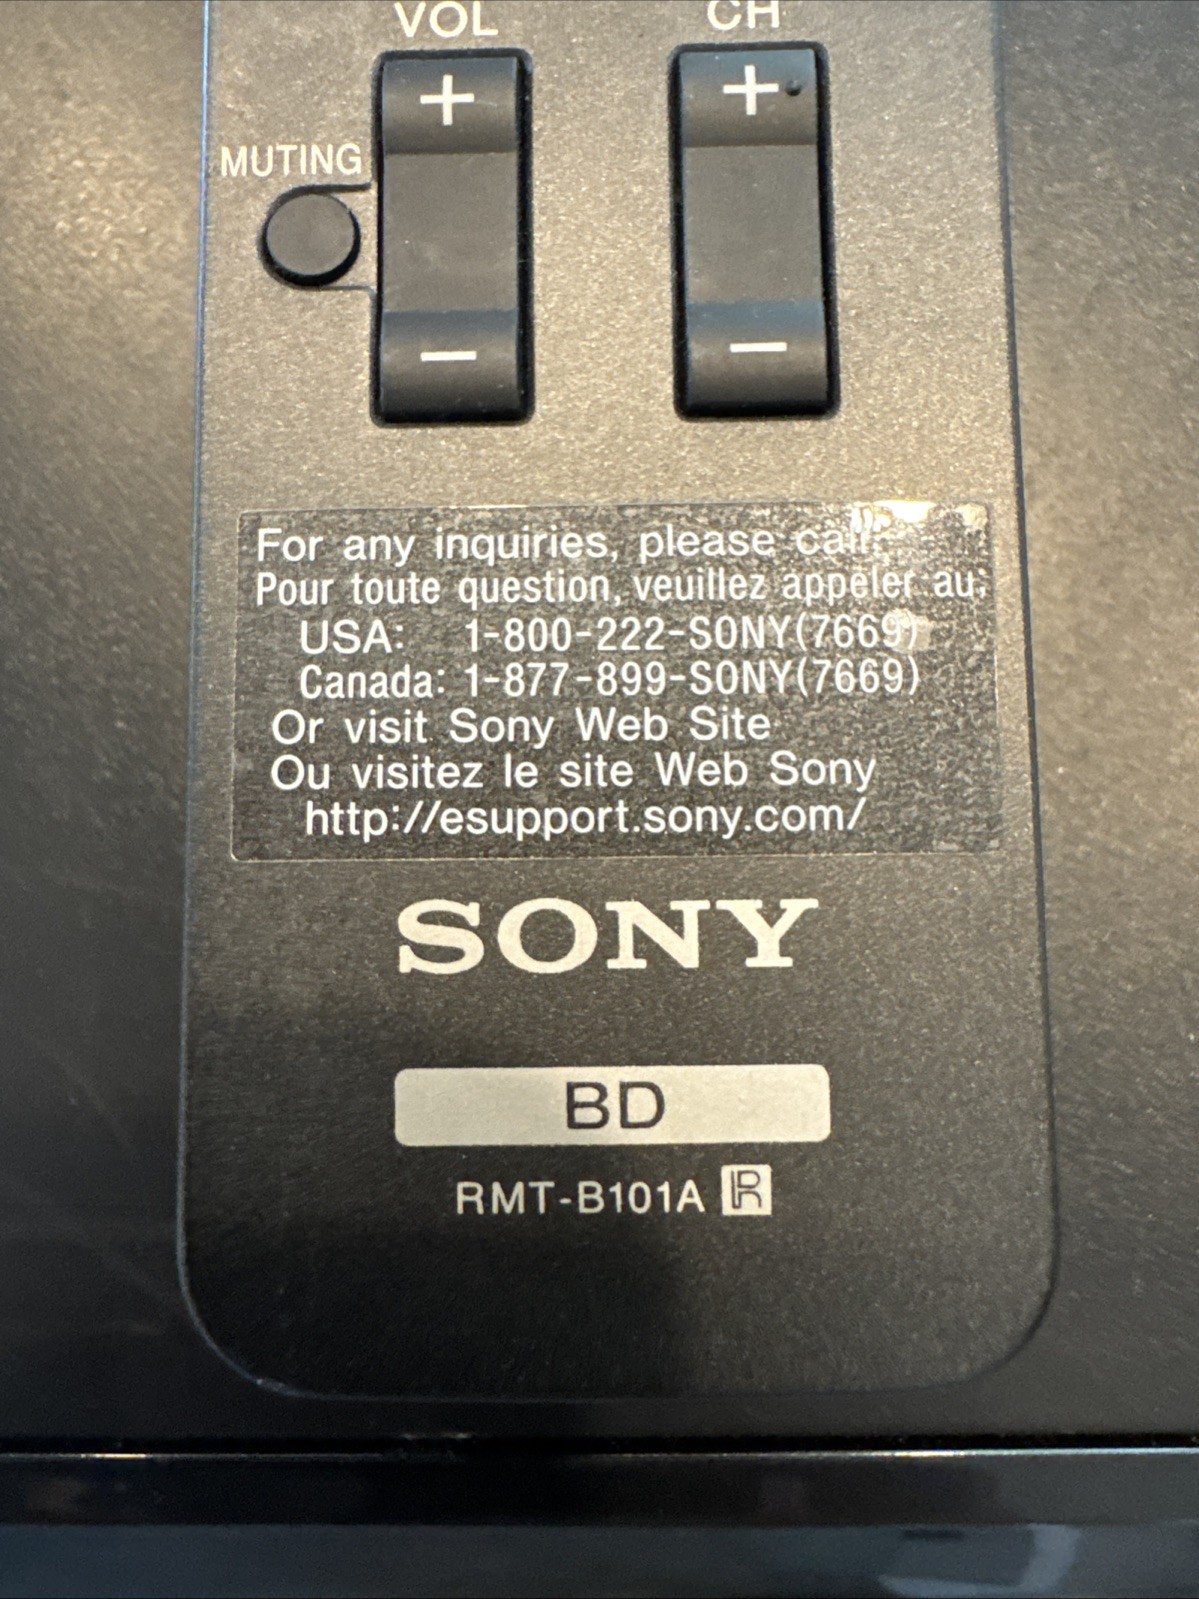 VOL CH
+ +
MUTING
− −
For any inquiries, please call;
Pour toute question, veuillez appeler au;
USA: 1-800-222-SONY(7669)
Canada: 1-877-899-SONY(7669)
Or visit Sony Web Site
Ou visitez le site Web Sony
http://esupport.sony.com/
SONY
BD
RMT-B101A R